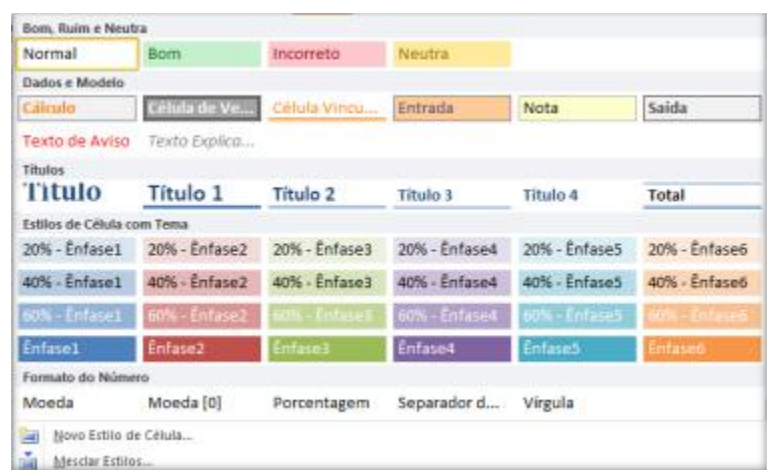 Bom, Ruim e Neutra
Normal Bom Incorreto Neutra
Dados e Modelo
Cálculo Célula de Ve... Célula Vincu... Entrada Nota Saída
Texto de Aviso Texto Explica...
Títulos
Título Título 1 Título 2 Título 3 Título 4 Total
Estilos de Célula com Tema
20% - Ênfase1 20% - Ênfase2 20% - Ênfase3 20% - Ênfase4 20% - Ênfase5 20% - Ênfase6
40% - Ênfase1 40% - Ênfase2 40% - Ênfase3 40% - Ênfase4 40% - Ênfase5 40% - Ênfase6
60% - Ênfase1 60% - Ênfase2 60% - Ênfase3 60% - Ênfase4 60% - Ênfase5 60% - Ênfase6
Ênfase1 Ênfase2 Ênfase3 Ênfase4 Ênfase5 Ênfase6
Formato do Número
Moeda Moeda [0] Porcentagem Separador d... Vírgula
Novo Estilo de Célula...
Mesclar Estilos...